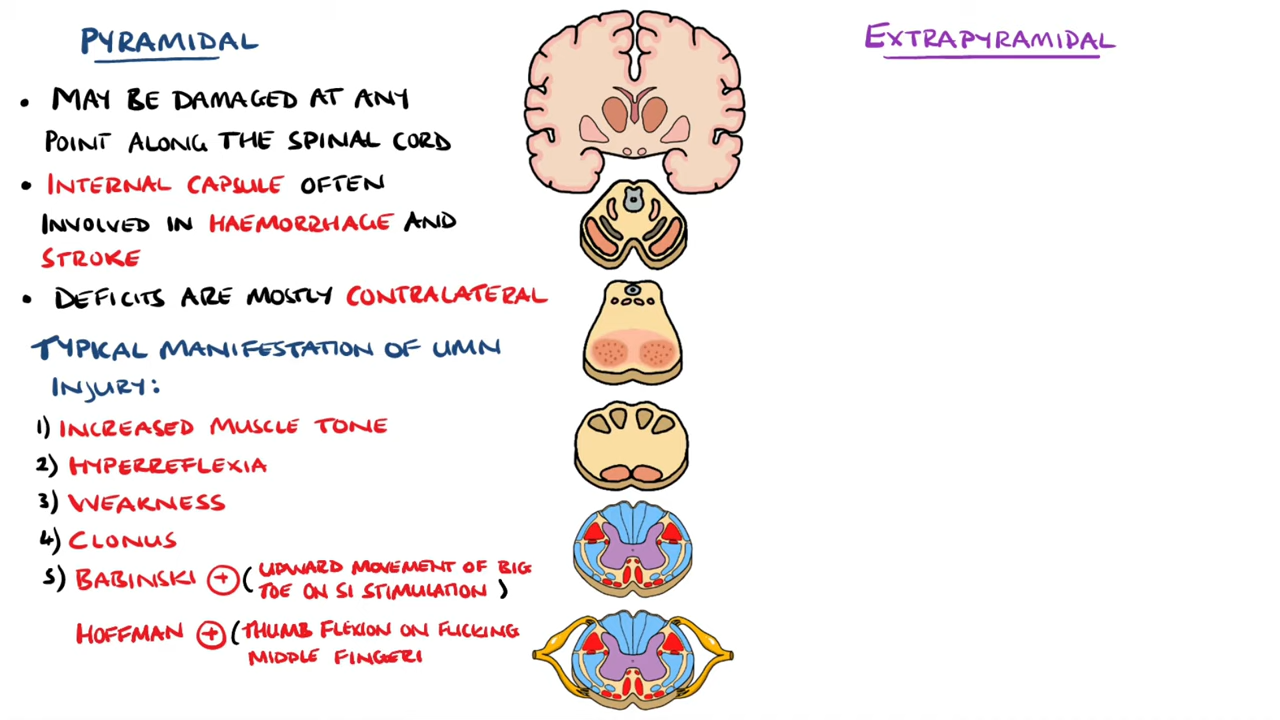 PYRAMIDAL
• MAY BE DAMAGED AT ANY
POINT ALONG THE SPINAL CORD
• INTERNAL CAPSULE OFTEN
INVOLVED IN HAEMORRHAGE AND
STROKE
• DEFICITS ARE MOSTLY CONTRALATERAL
TYPICAL MANIFESTATION OF UMN
INJURY:
1) INCREASED MUSCLE TONE
2) HYPERREFLEXIA
3) WEAKNESS
4) CLONUS
5) BABINSKI + (UPWARD MOVEMENT OF BIG
TOE ON S1 STIMULATION)
HOFFMAN + (THUMB FLEXION ON FLICKING
MIDDLE FINGER)
EXTRAPYRAMIDAL